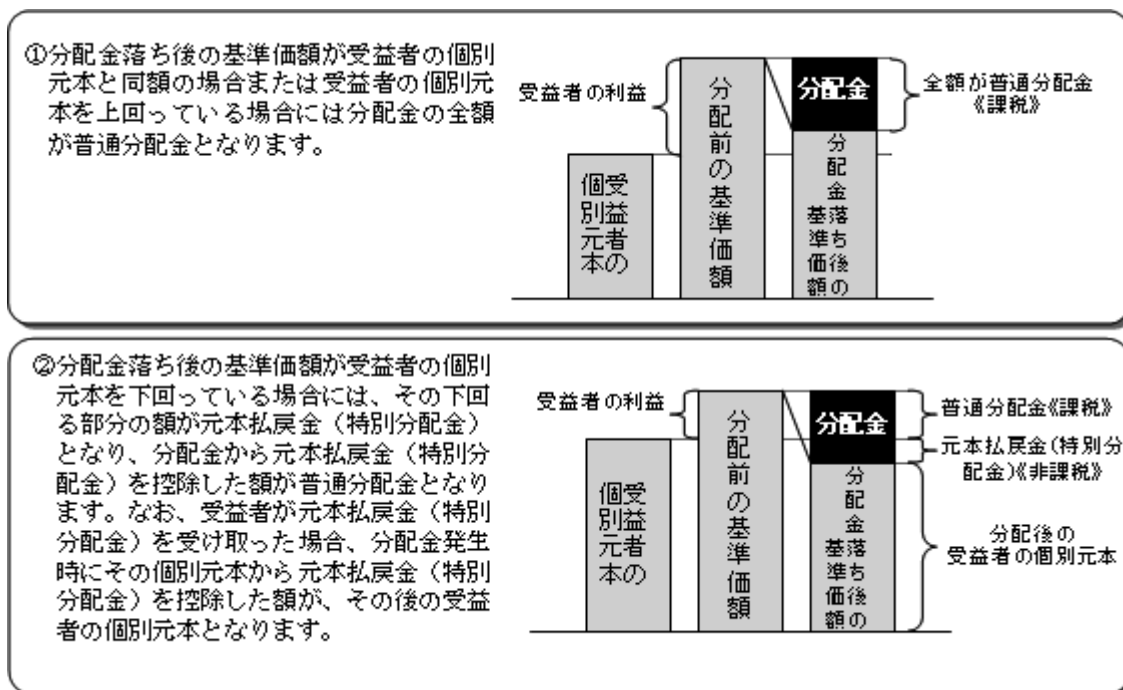 ①分配金落ち後の基準価額が受益者の個別
元本と同額の場合または受益者の個別元
本を上回っている場合には分配金の全額
が普通分配金となります。
受益者の利益
受益者の
個別元本
分配前の基準価額
分配金
分配金落ち後の
基準価額
全額が普通分配金
《課税》
②分配金落ち後の基準価額が受益者の個別
元本を下回っている場合には、その下回
る部分の額が元本払戻金（特別分配金）
となり、分配金から元本払戻金（特別分
配金）を控除した額が普通分配金となり
ます。なお、受益者が元本払戻金（特別
分配金）を受け取った場合、分配金発生
時にその個別元本から元本払戻金（特別
分配金）を控除した額が、その後の受益
者の個別元本となります。
受益者の利益
受益者の
個別元本
分配前の基準価額
分配金
分配金落ち後の
基準価額
普通分配金《課税》
元本払戻金(特別分
配金)《非課税》
分配後の
受益者の個別元本